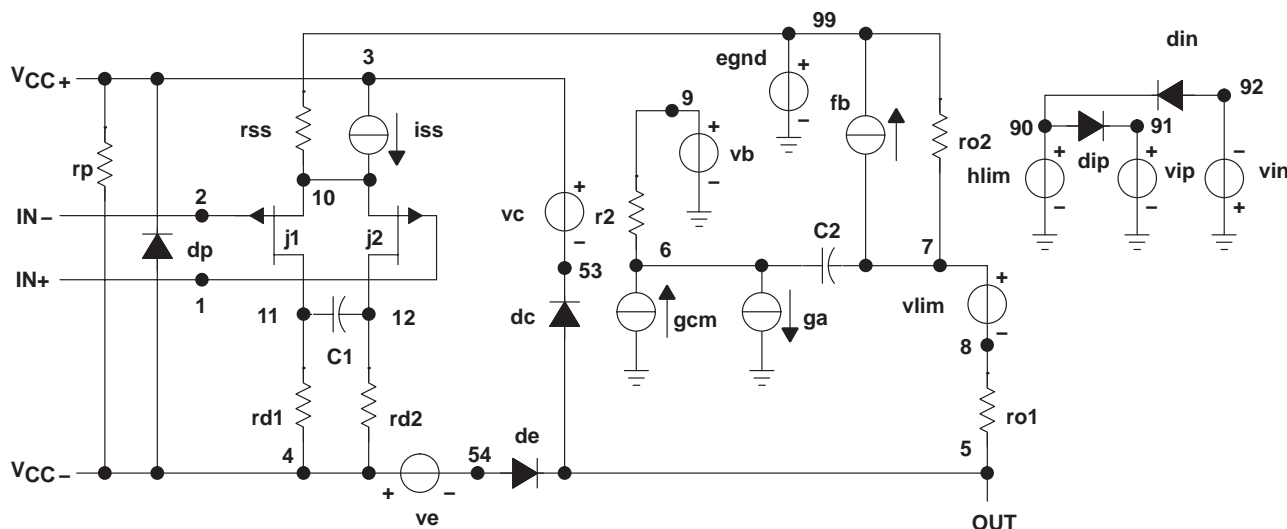 99
din
3
egnd
VCC+
92
9
fb
90
91
rss
iss
ro2
dip
vb
rp
hlim
vip
vin
10
2
IN−
vc
r2
C2
j1
j2
6
7
dp
IN+
53
1
vlim
gcm
ga
11
12
dc
8
C1
rd1
rd2
ro1
de
5
4
54
VCC−
ve
OUT
+
−
+
−
+
−
+
−
+
−
+
−
+
−
−
+